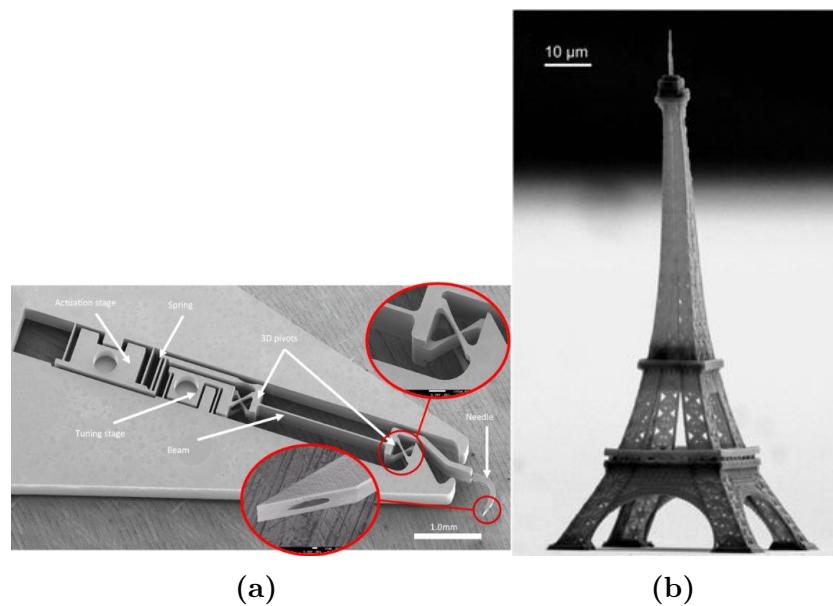 10 µm
Actuation stage
Spring
3D pivots
Needle
Tuning stage
Beam
1.0mm
(a)
(b)